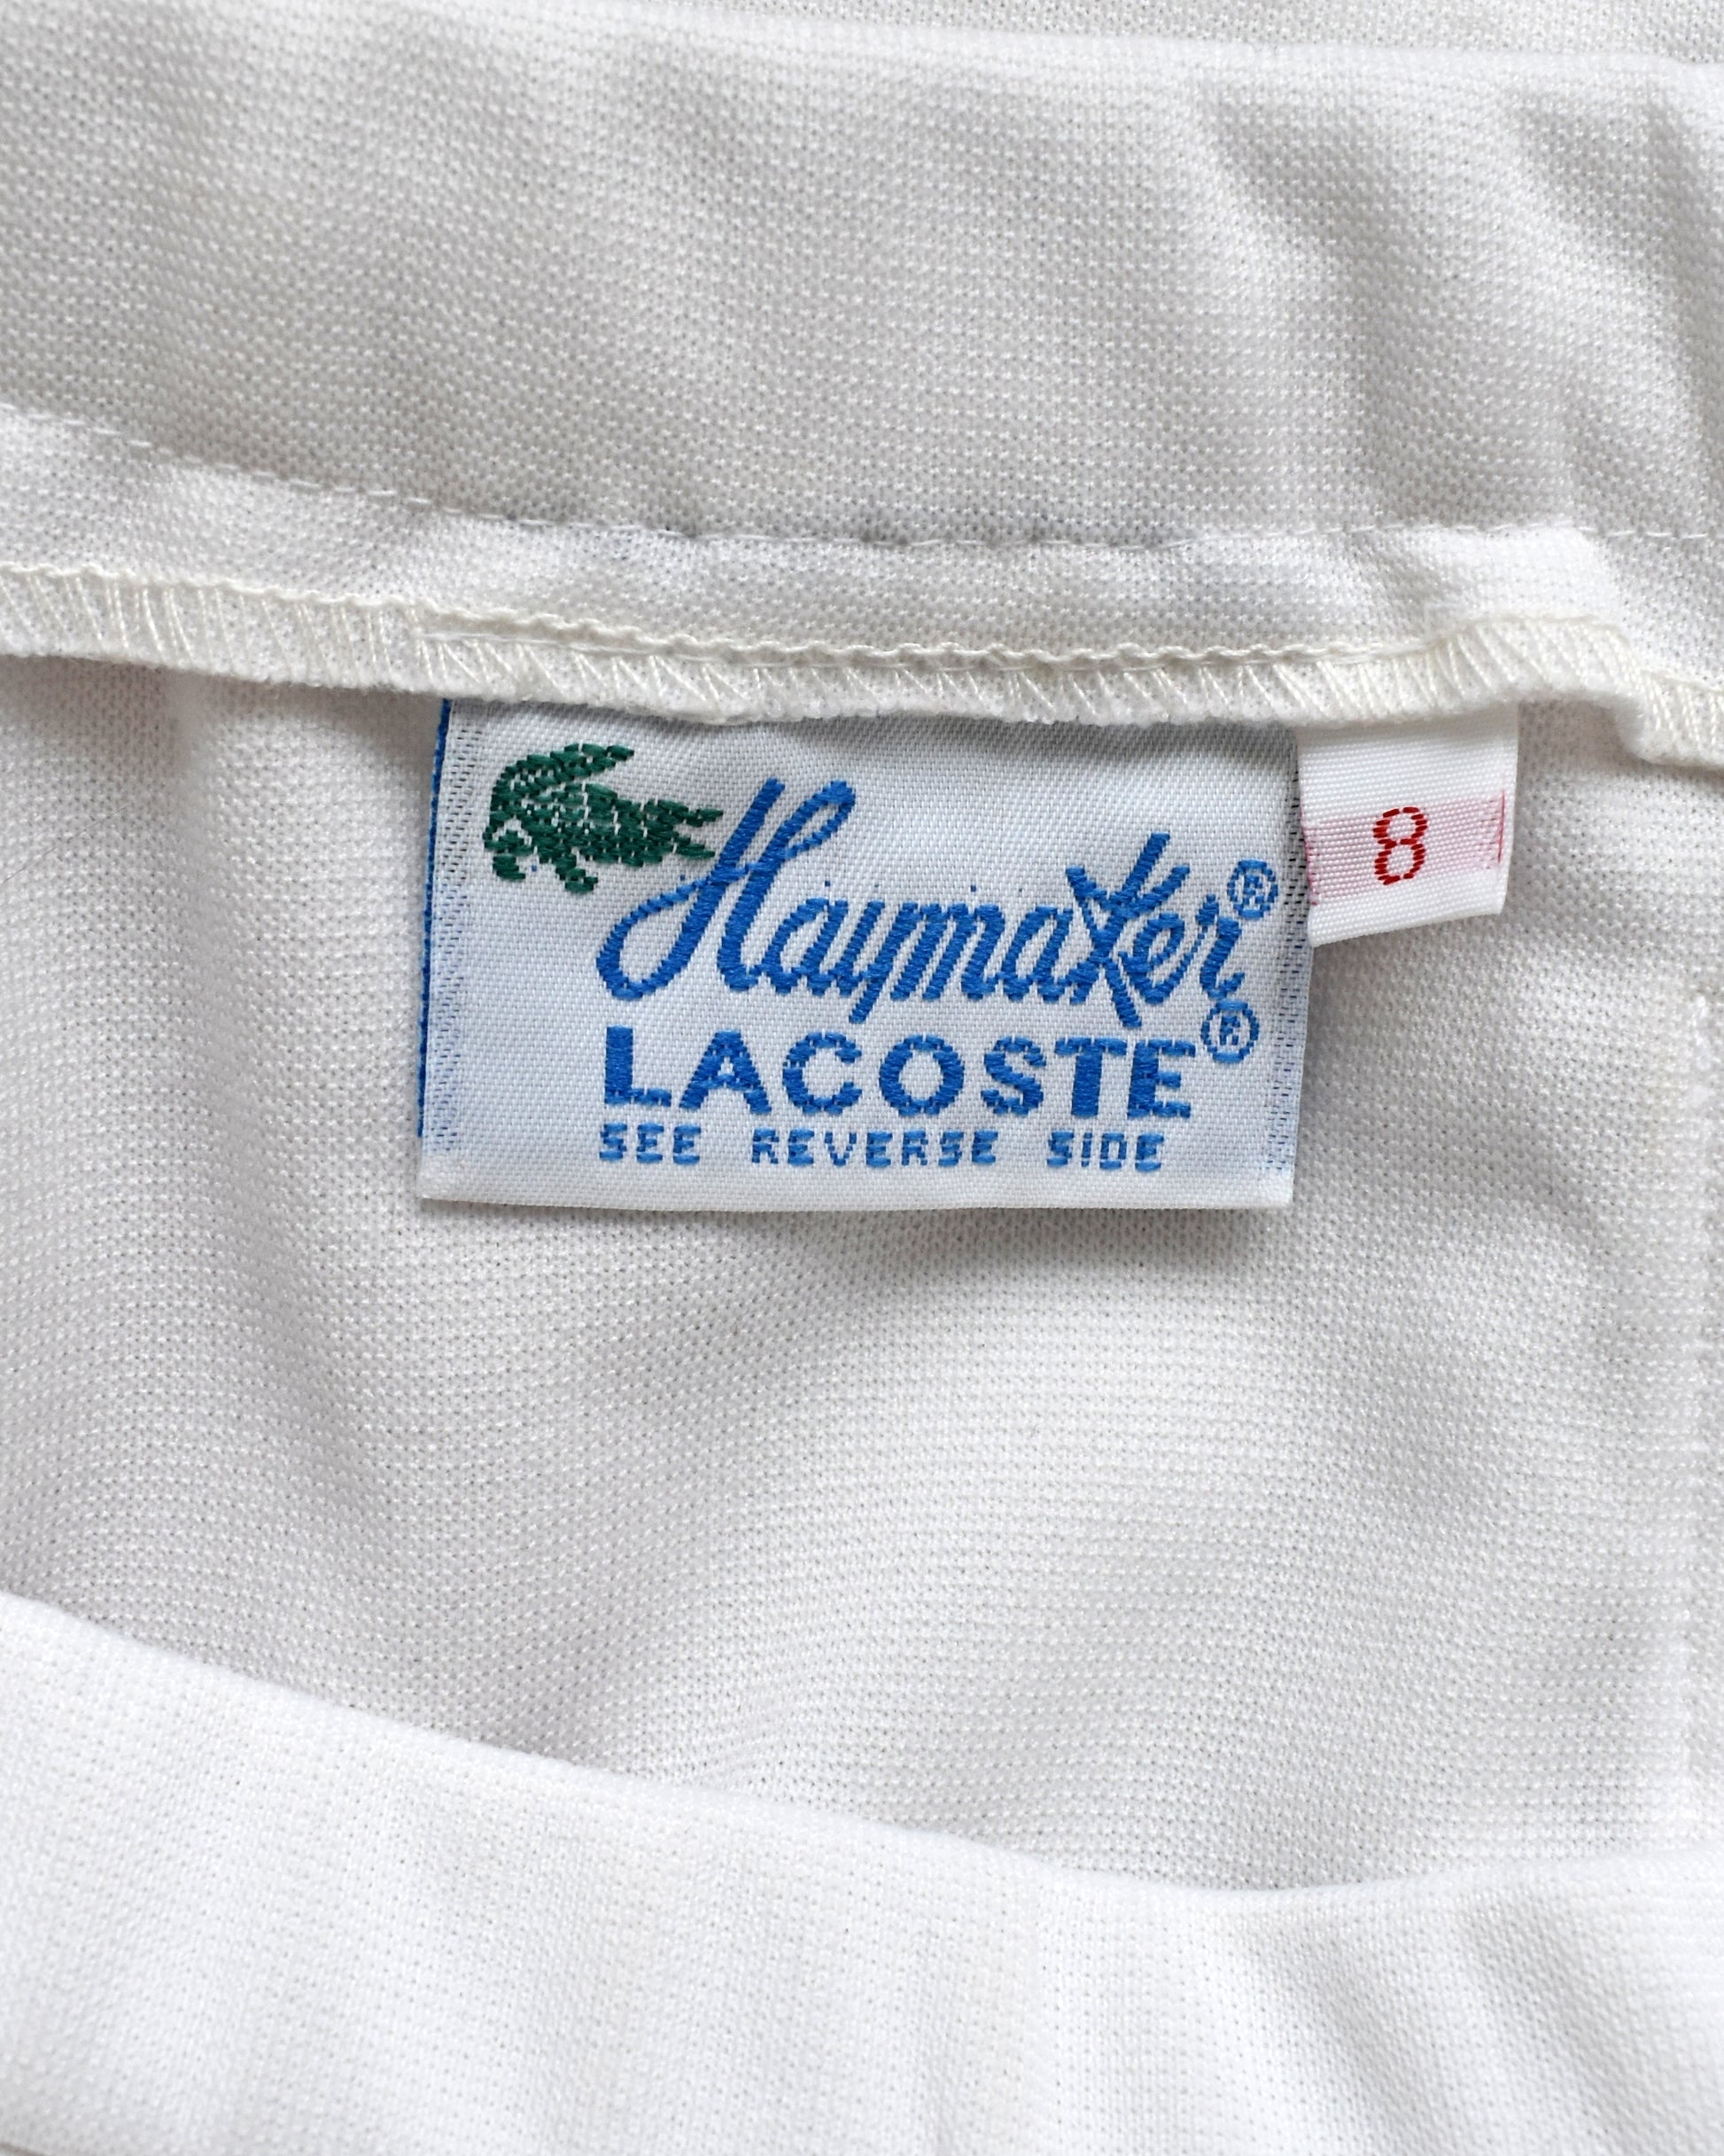 Haymaker®
8
LACOSTE®
SEE REVERSE SIDE